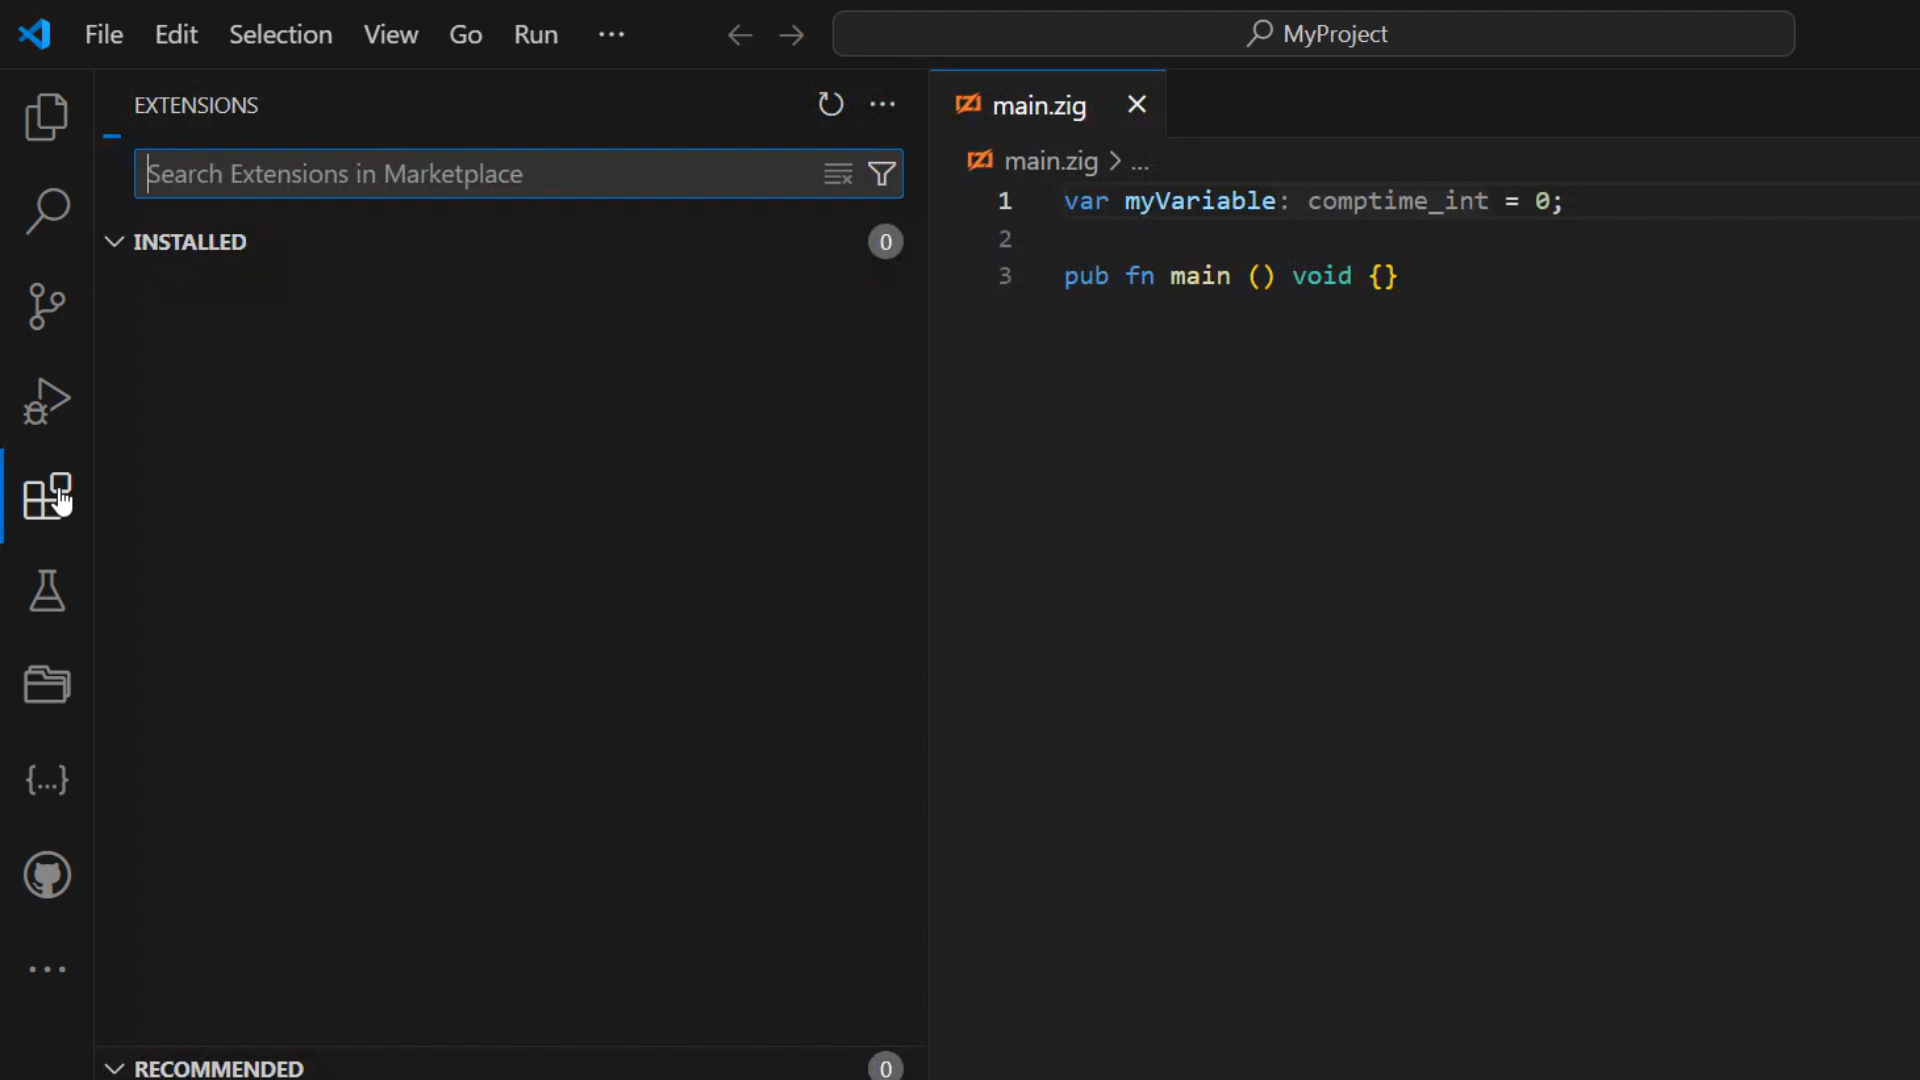 File Edit Selection View Go Run ··· MyProject
EXTENSIONS
Search Extensions in Marketplace
INSTALLED 0
RECOMMENDED 0
main.zig
main.zig > ...
1 var myVariable: comptime_int = 0;
2
3 pub fn main () void {}